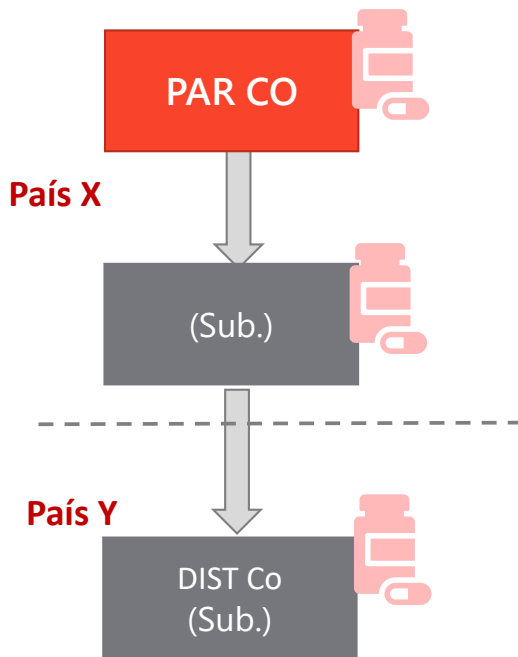 PAR CO
País X
(Sub.)
País Y
DIST Co
(Sub.)